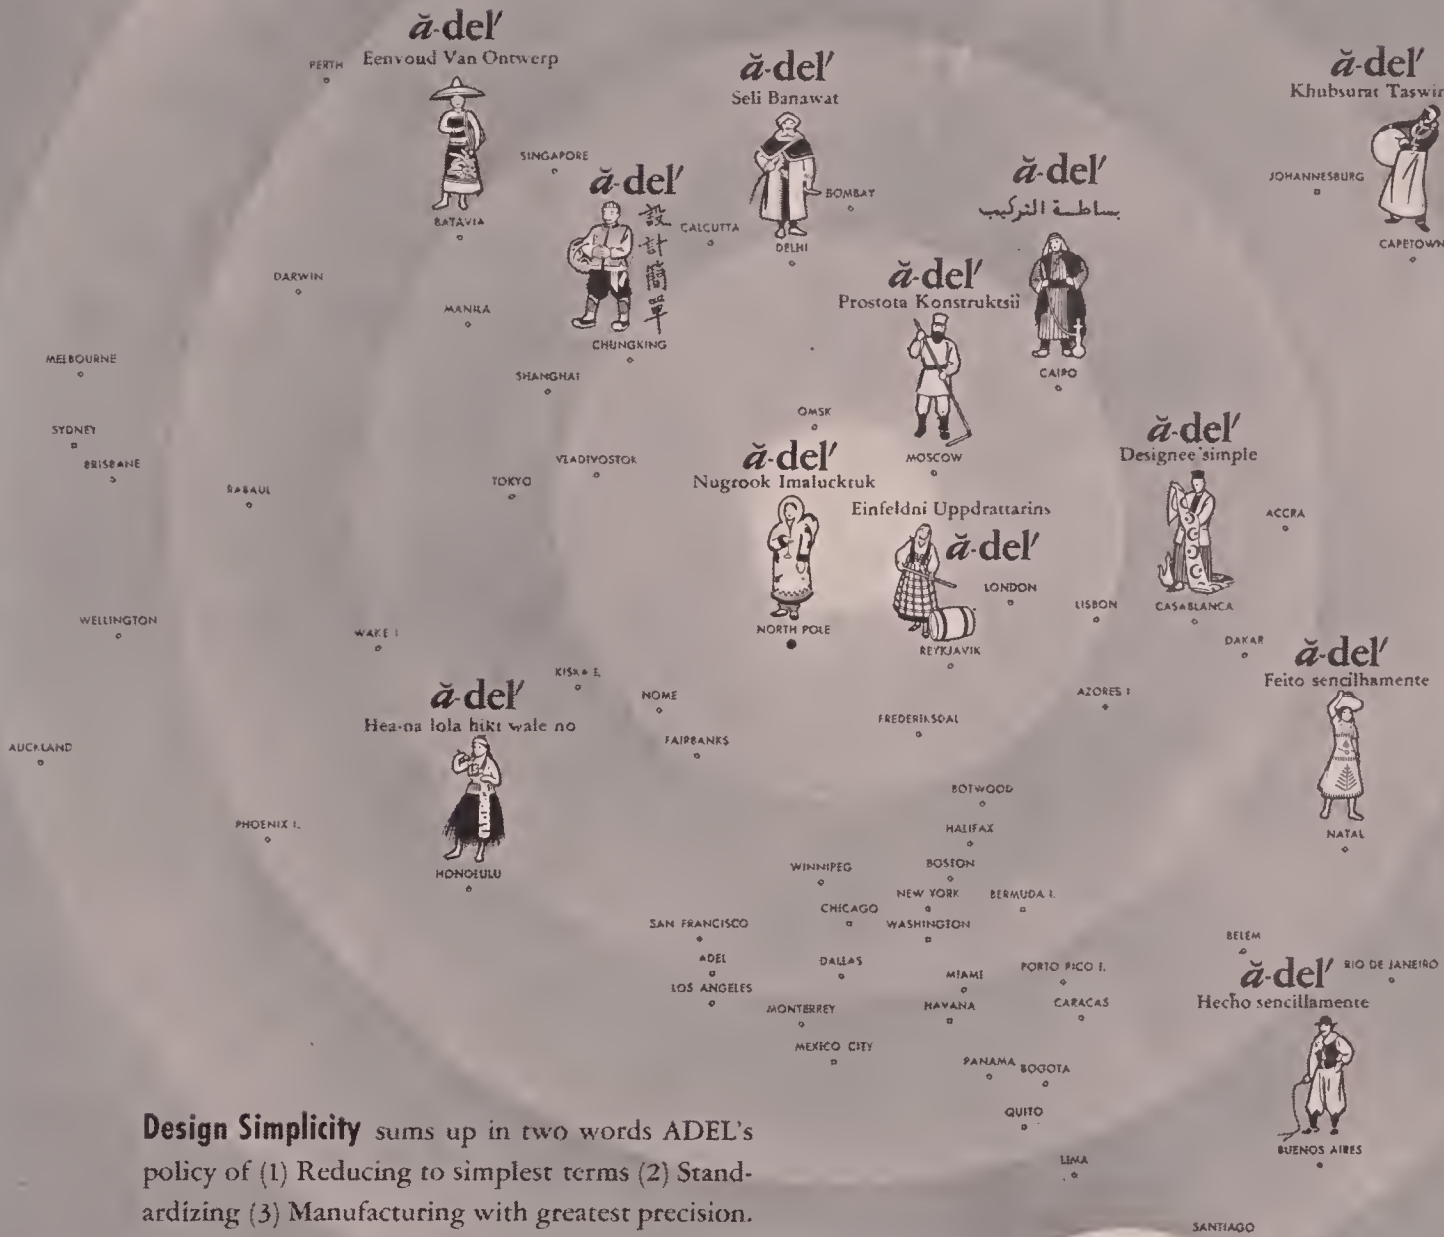 ă-del′
Eenvoud Van Ontwerp
PERTH
BATAVIA
SINGAPORE
ă-del′
設計簡單
CHUNGKING
CALCUTTA
ă-del′
Seli Banawat
DELHI
BOMBAY
ă-del′
بساطة التركيب
CAIRO
ă-del′
Khubsurat Taswir
JOHANNESBURG
CAPETOWN
DARWIN
MANILA
ă-del′
Prostota Konstruktsii
MOSCOW
MELBOURNE
SHANGHAI
OMSK
SYDNEY
BRISBANE
RABAUL
TOKYO
VLADIVOSTOK
ă-del′
Nugrook Imalucktuk
NORTH POLE
Einfeldni Uppdrattarins
ă-del′
REYKJAVIK
LONDON
LISBON
ă-del′
Designee simple
CASABLANCA
ACCRA
DAKAR
WELLINGTON
WAKE I.
KISKA I.
NOME
FAIRBANKS
AUCKLAND
ă-del′
Hea-na lola hikt wale no
HONOLULU
PHOENIX I.
FREDERIKSDAL
AZORES I
ă-del′
Feito sencilhamente
NATAL
BOTWOOD
HALIFAX
WINNIPEG
BOSTON
NEW YORK
BERMUDA I.
CHICAGO
WASHINGTON
SAN FRANCISCO
ADEL
LOS ANGELES
DALLAS
MIAMI
PORTO RICO I.
MONTERREY
HAVANA
CARACAS
MEXICO CITY
PANAMA
BOGOTA
QUITO
LIMA
BELEM
RIO DE JANEIRO
ă-del′
Hecho sencillamente
BUENOS AIRES
SANTIAGO
Design Simplicity sums up in two words ADEL's
policy of (1) Reducing to simplest terms (2) Stand-
ardizing (3) Manufacturing with greatest precision.